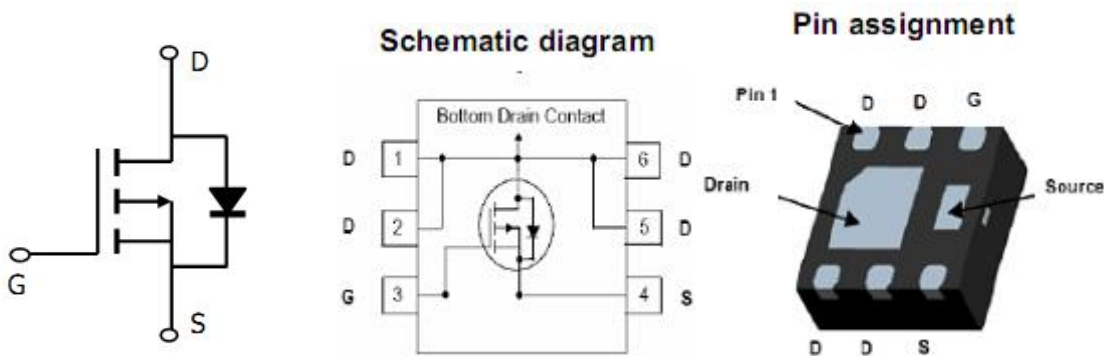 D
G
S
Schematic diagram
Bottom Drain Contact
D 1 6 D
D 2 5 D
G 3 4 S
Pin assignment
Pin 1
D D G
Drain
Source
D D S